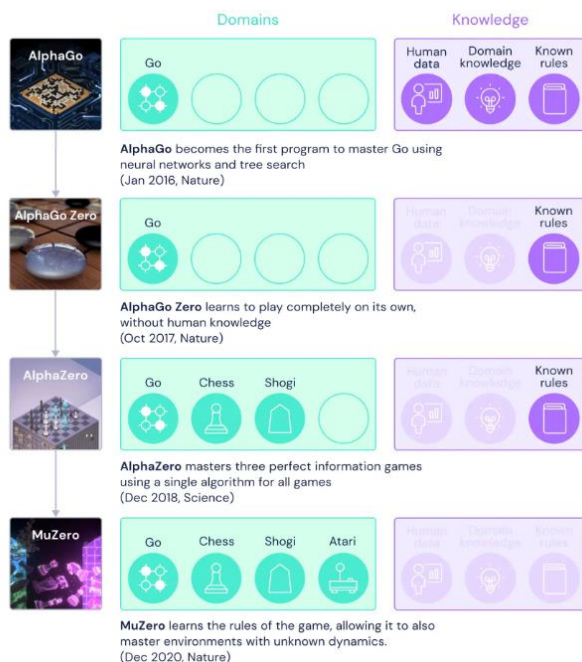 Domains
Knowledge
AlphaGo
Go
Human data
Domain knowledge
Known rules
AlphaGo becomes the first program to master Go using
neural networks and tree search
(Jan 2016, Nature)
AlphaGo Zero
Go
Human data
Domain knowledge
Known rules
AlphaGo Zero learns to play completely on its own,
without human knowledge
(Oct 2017, Nature)
AlphaZero
Go
Chess
Shogi
Human data
Domain knowledge
Known rules
AlphaZero masters three perfect information games
using a single algorithm for all games
(Dec 2018, Science)
MuZero
Go
Chess
Shogi
Atari
Human data
Domain knowledge
Known rules
MuZero learns the rules of the game, allowing it to also
master environments with unknown dynamics.
(Dec 2020, Nature)